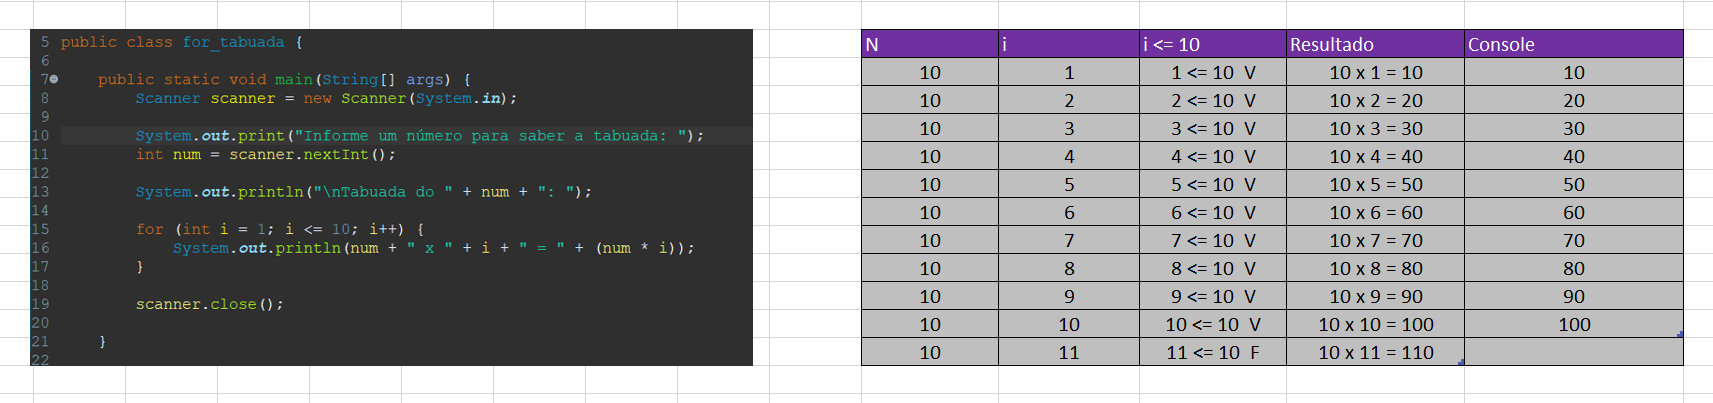 5 public class for_tabuada {
6
7 public static void main(String[] args) {
8 Scanner scanner = new Scanner(System.in);
9
10 System.out.print("Informe um número para saber a tabuada: ");
11 int num = scanner.nextInt();
12
13 System.out.println("\nTabuada do " + num + ": ");
14
15 for (int i = 1; i <= 10; i++) {
16 System.out.println(num + " x " + i + " = " + (num * i));
17 }
18
19 scanner.close();
20
21 }
22
N i i <= 10 Resultado Console
10 1 1 <= 10 V 10 x 1 = 10 10
10 2 2 <= 10 V 10 x 2 = 20 20
10 3 3 <= 10 V 10 x 3 = 30 30
10 4 4 <= 10 V 10 x 4 = 40 40
10 5 5 <= 10 V 10 x 5 = 50 50
10 6 6 <= 10 V 10 x 6 = 60 60
10 7 7 <= 10 V 10 x 7 = 70 70
10 8 8 <= 10 V 10 x 8 = 80 80
10 9 9 <= 10 V 10 x 9 = 90 90
10 10 10 <= 10 V 10 x 10 = 100 100
10 11 11 <= 10 F 10 x 11 = 110